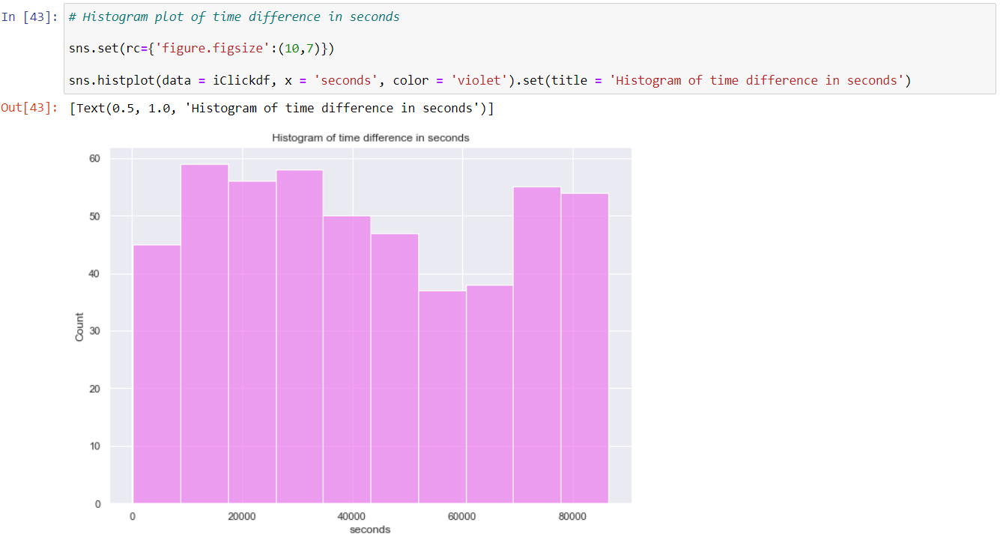 In [43]: # Histogram plot of time difference in seconds
sns.set(rc={'figure.figsize':(10,7)})
sns.histplot(data = iClickdf, x = 'seconds', color = 'violet').set(title = 'Histogram of time difference in seconds')
Out[43]: [Text(0.5, 1.0, 'Histogram of time difference in seconds')]
Histogram of time difference in seconds
60
50
40
30
20
10
0
Count
0 20000 40000 60000 80000
seconds